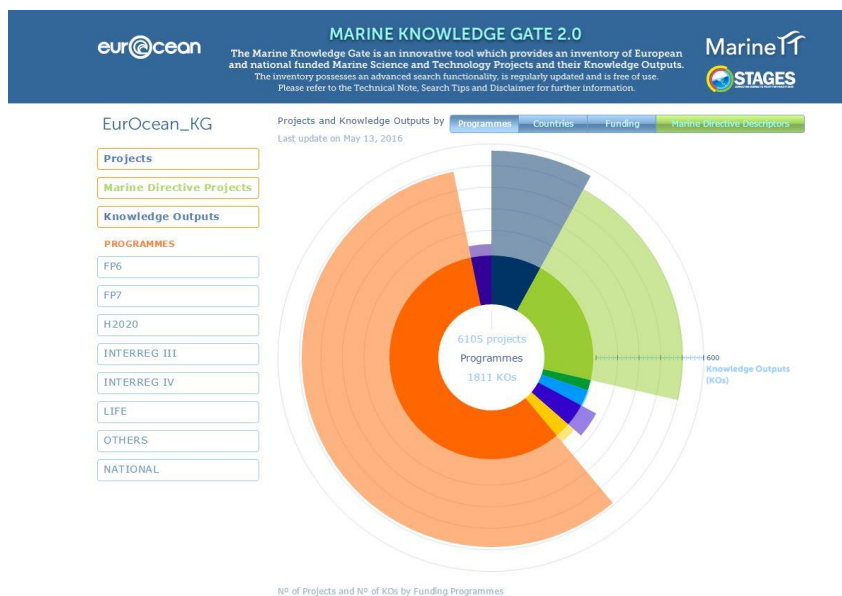 eur@cean
MARINE KNOWLEDGE GATE 2.0
The Marine Knowledge Gate is an innovative tool which provides an inventory of European
and national funded Marine Science and Technology Projects and their Knowledge Outputs.
The inventory possesses an advanced search functionality, is regularly updated and is free of use.
Please refer to the Technical Note, Search Tips and Disclaimer for further information.
Marine TT
STAGES
EurOcean_KG
Projects
Marine Directive Projects
Knowledge Outputs
PROGRAMMES
FP6
FP7
H2020
INTERREG III
INTERREG IV
LIFE
OTHERS
NATIONAL
Projects and Knowledge Outputs by
Programmes
Countries
Funding
Marine Directive Descriptors
Last update on May 13, 2016
6105 projects
Programmes
1811 KOs
600
Knowledge Outputs
(KOs)
Nº of Projects and Nº of KOs by Funding Programmes